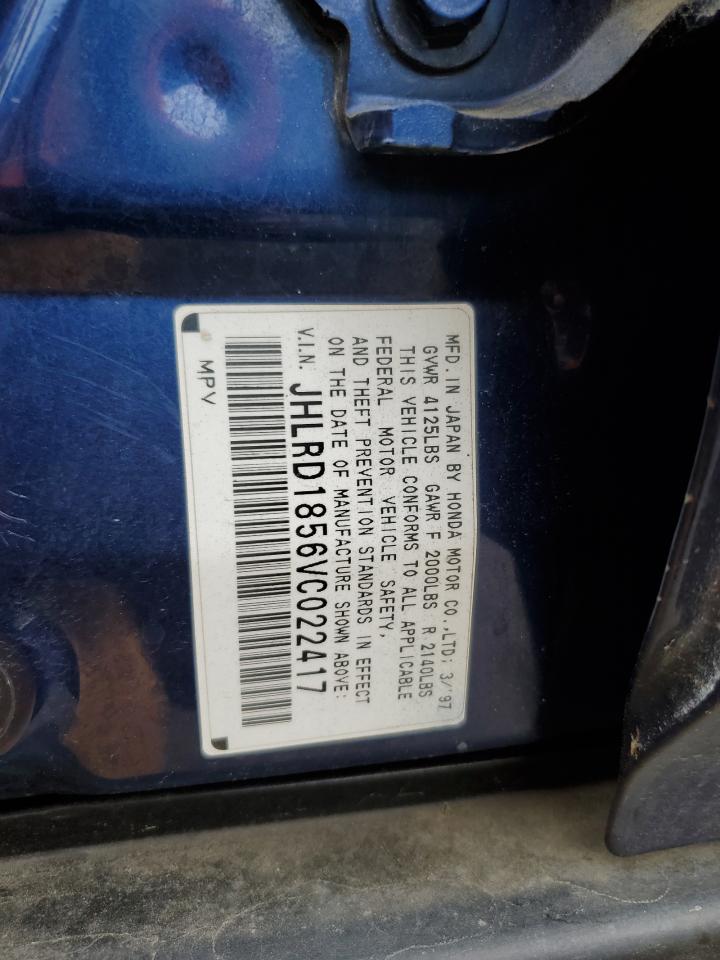 MFD. IN JAPAN BY HONDA MOTOR CO.,LTD; 3/'97
GVWR 4125LBS GAWR F 2000LBS R 2140LBS
THIS VEHICLE CONFORMS TO ALL APPLICABLE
FEDERAL MOTOR VEHICLE SAFETY,
AND THEFT PREVENTION STANDARDS IN EFFECT
ON THE DATE OF MANUFACTURE SHOWN ABOVE:
V.I.N. JHLRD1856VC022417
MPV